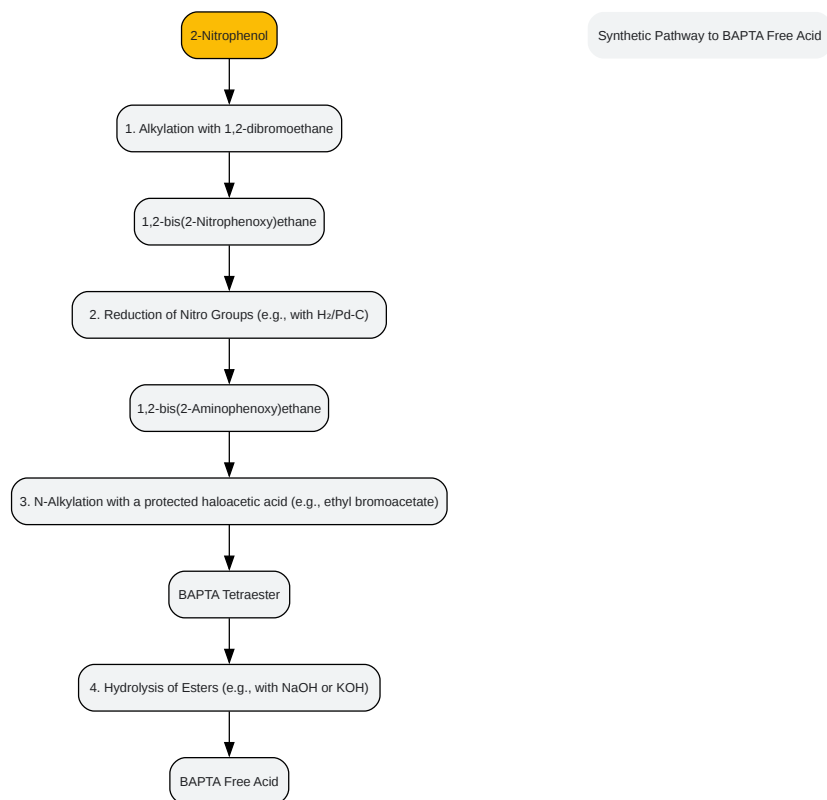 2-Nitrophenol
Synthetic Pathway to BAPTA Free Acid
1. Alkylation with 1,2-dibromoethane
1,2-bis(2-Nitrophenoxy)ethane
2. Reduction of Nitro Groups (e.g., with H₂/Pd-C)
1,2-bis(2-Aminophenoxy)ethane
3. N-Alkylation with a protected haloacetic acid (e.g., ethyl bromoacetate)
BAPTA Tetraester
4. Hydrolysis of Esters (e.g., with NaOH or KOH)
BAPTA Free Acid